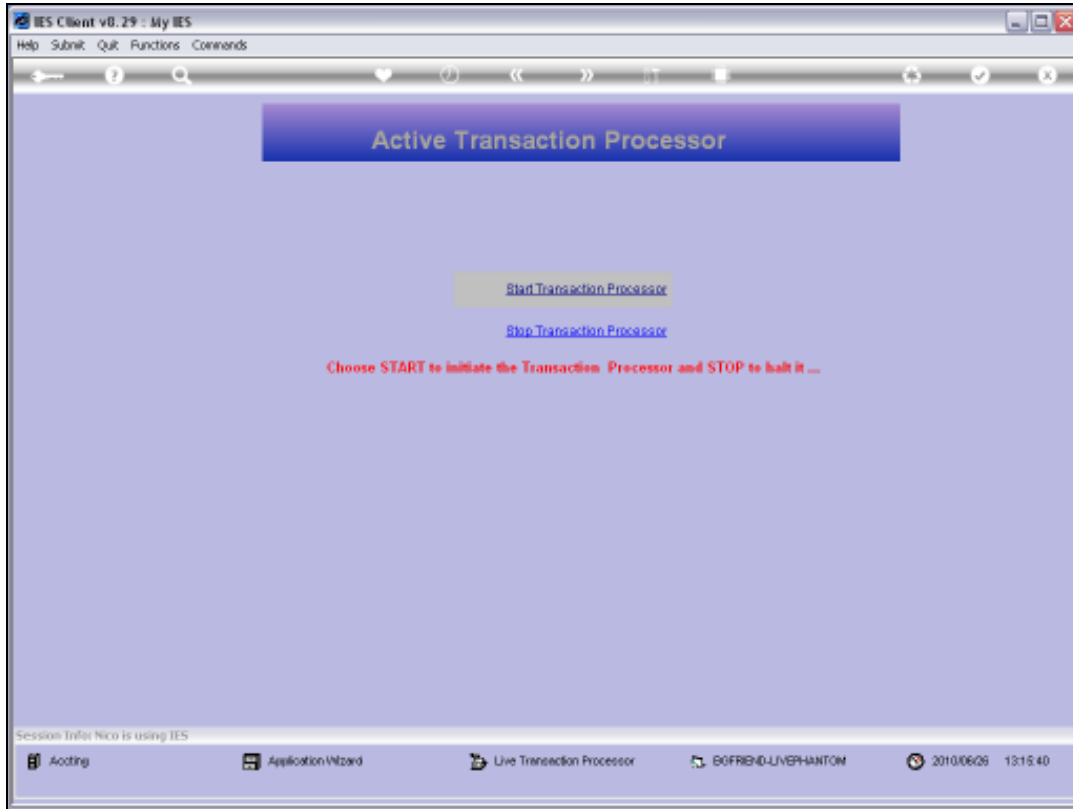 IES Client v8.29 : My IES
Help Submit Quit Functions Commands
Active Transaction Processor
Start Transaction Processor
Stop Transaction Processor
Choose START to initiate the Transaction Processor and STOP to halt it ...
Session Info: Nico is using IES
Accting Application Wizard Live Transaction Processor BGFRIEND-LIVEPHANTOM 2010/06/26 13:15:40